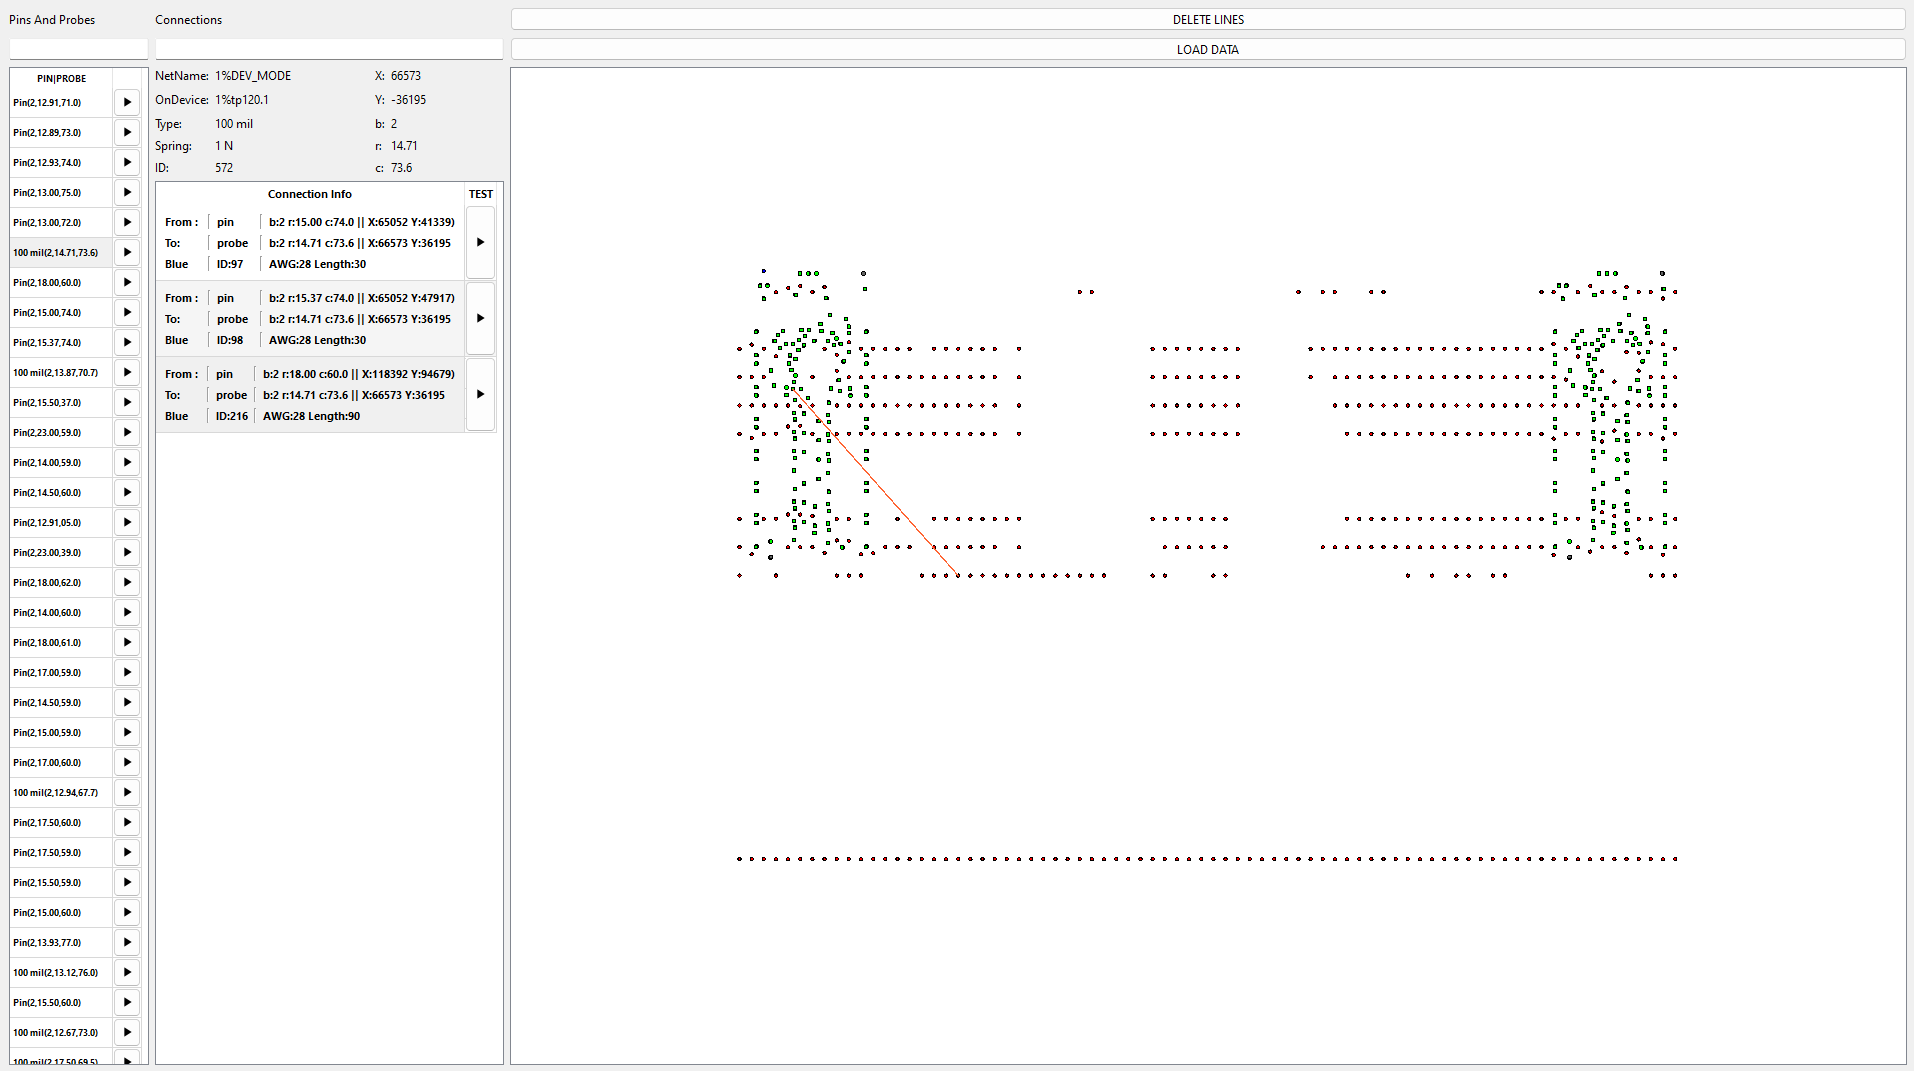 Pins And Probes
Connections
DELETE LINES
LOAD DATA
PIN|PROBE
Pin(2,12.91,71.0)
Pin(2,12.89,73.0)
Pin(2,12.93,74.0)
Pin(2,13.00,75.0)
Pin(2,13.00,72.0)
100 mil(2,14.71,73.6)
Pin(2,18.00,60.0)
Pin(2,15.00,74.0)
Pin(2,15.37,74.0)
100 mil(2,13.87,70.7)
Pin(2,15.50,37.0)
Pin(2,23.00,59.0)
Pin(2,14.00,59.0)
Pin(2,14.50,60.0)
Pin(2,12.91,05.0)
Pin(2,23.00,39.0)
Pin(2,18.00,62.0)
Pin(2,14.00,60.0)
Pin(2,18.00,61.0)
Pin(2,17.00,59.0)
Pin(2,14.50,59.0)
Pin(2,15.00,59.0)
Pin(2,17.00,60.0)
100 mil(2,12.94,67.7)
Pin(2,17.50,60.0)
Pin(2,17.50,59.0)
Pin(2,15.50,59.0)
Pin(2,15.00,60.0)
Pin(2,13.93,77.0)
100 mil(2,13.12,76.0)
Pin(2,15.50,60.0)
100 mil(2,12.67,73.0)
100 mil(2,17.50,69.5)
NetName: 1%DEV_MODE X: 66573
OnDevice: 1%tp120.1 Y: -36195
Type: 100 mil b: 2
Spring: 1 N r: 14.71
ID: 572 c: 73.6
Connection Info TEST
From : pin b:2 r:15.00 c:74.0 || X:65052 Y:41339)
To: probe b:2 r:14.71 c:73.6 || X:66573 Y:36195
Blue ID:97 AWG:28 Length:30
From : pin b:2 r:15.37 c:74.0 || X:65052 Y:47917)
To: probe b:2 r:14.71 c:73.6 || X:66573 Y:36195
Blue ID:98 AWG:28 Length:30
From : pin b:2 r:18.00 c:60.0 || X:118392 Y:94679)
To: probe b:2 r:14.71 c:73.6 || X:66573 Y:36195
Blue ID:216 AWG:28 Length:90